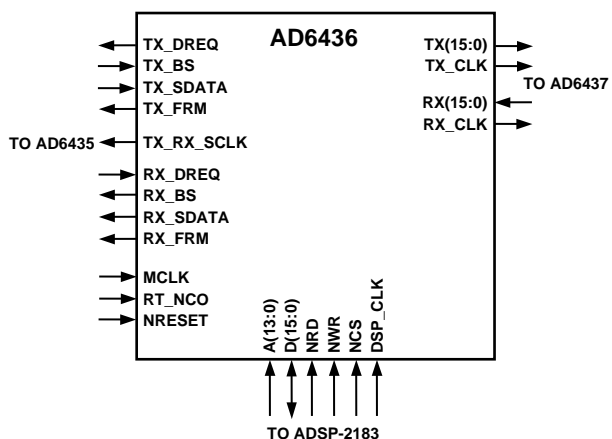 AD6436
TX_DREQ
TX_BS
TX_SDATA
TX_FRM
TO AD6435
TX_RX_SCLK
RX_DREQ
RX_BS
RX_SDATA
RX_FRM
MCLK
RT_NCO
NRESET
TX(15:0)
TX_CLK
TO AD6437
RX(15:0)
RX_CLK
A(13:0)
D(15:0)
NRD
NWR
NCS
DSP_CLK
TO ADSP-2183